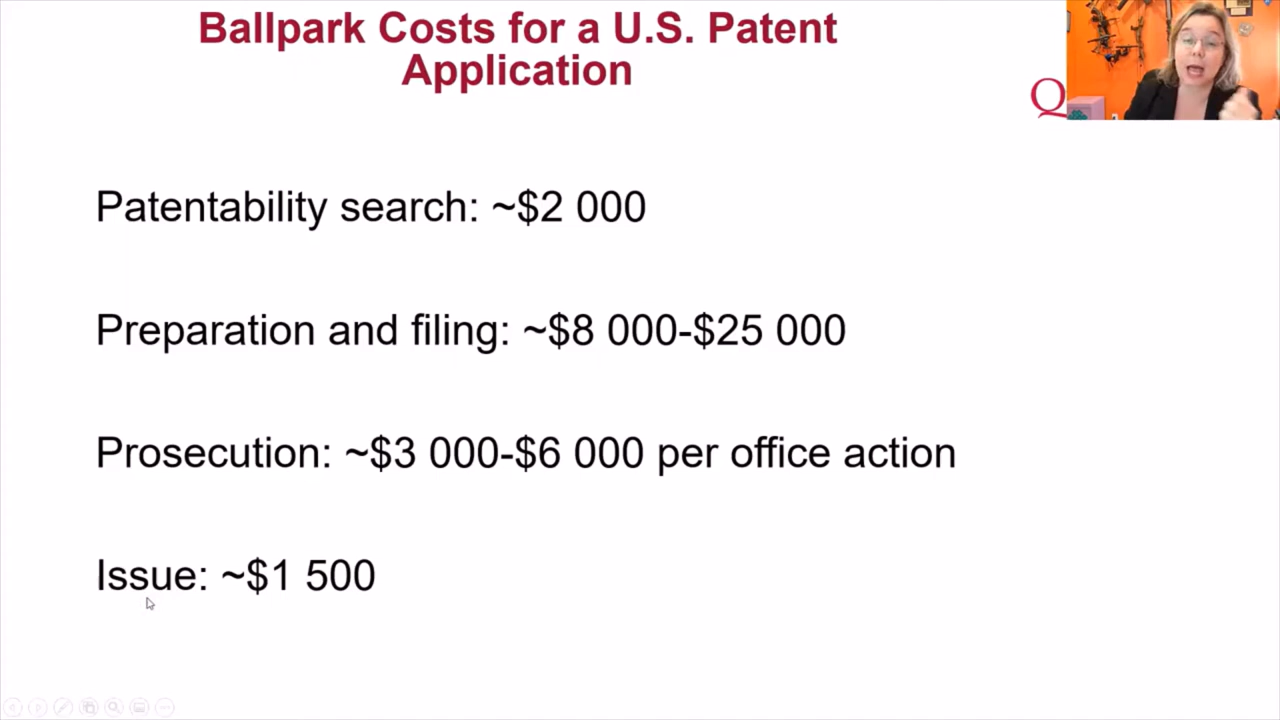 Ballpark Costs for a U.S. Patent
Application
Q
Patentability search: ~$2 000
Preparation and filing: ~$8 000-$25 000
Prosecution: ~$3 000-$6 000 per office action
Issue: ~$1 500